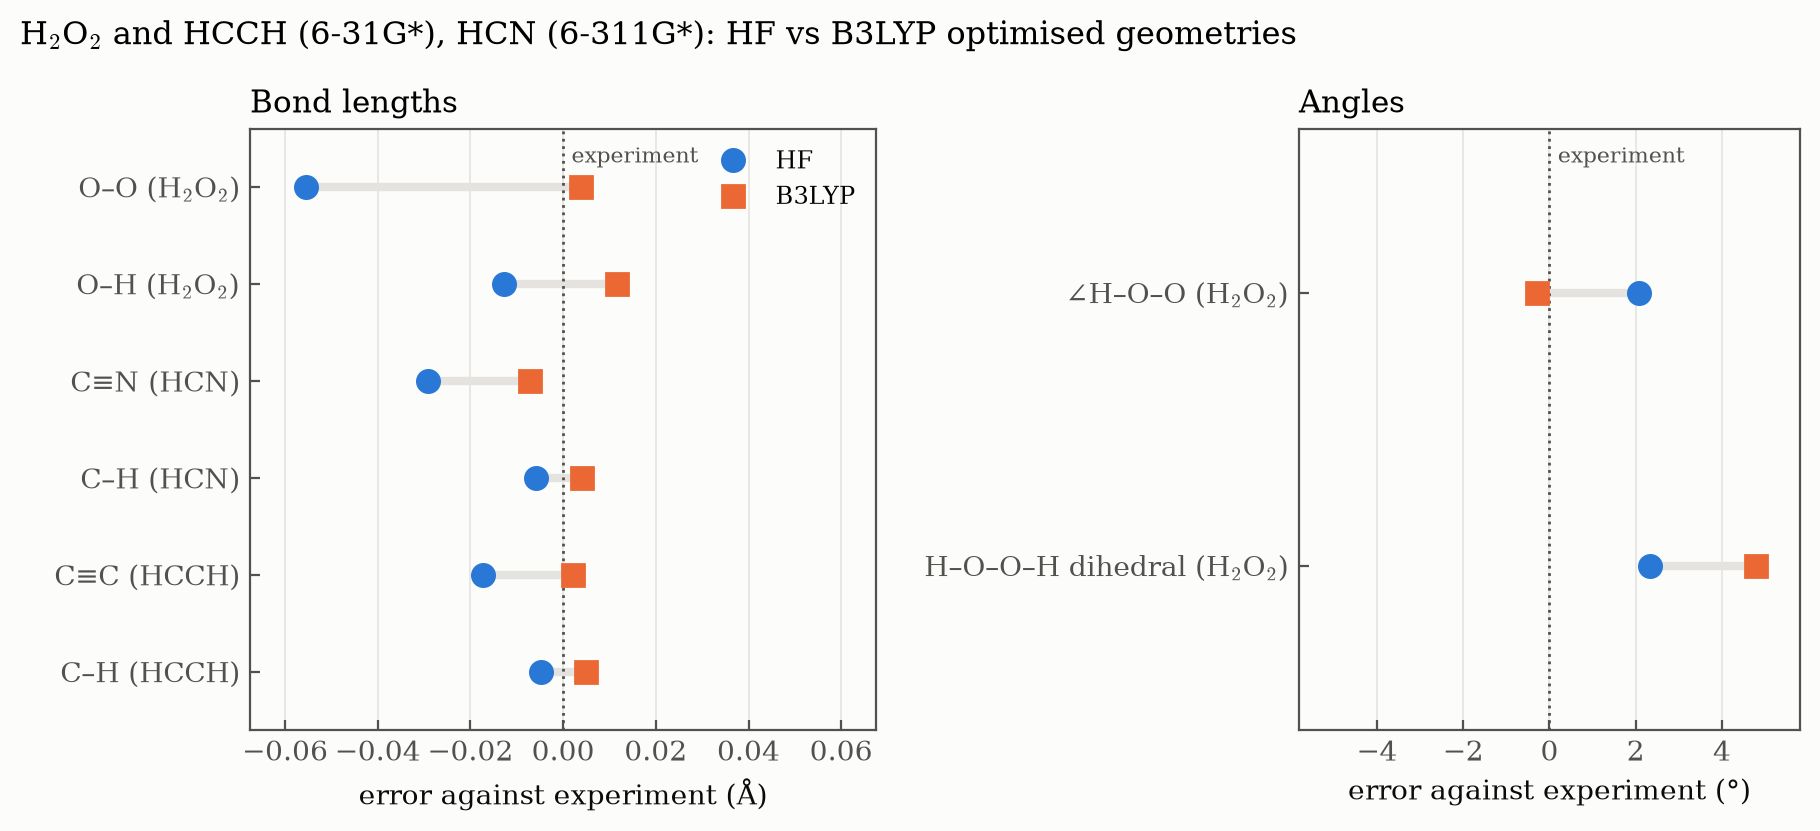 H₂O₂ and HCCH (6-31G*), HCN (6-311G*): HF vs B3LYP optimised geometries
Bond lengths
experiment
HF
B3LYP
O–O (H₂O₂)
O–H (H₂O₂)
C≡N (HCN)
C–H (HCN)
C≡C (HCCH)
C–H (HCCH)
−0.06 −0.04 −0.02 0.00 0.02 0.04 0.06
error against experiment (Å)
Angles
experiment
∠H–O–O (H₂O₂)
H–O–O–H dihedral (H₂O₂)
−4 −2 0 2 4
error against experiment (°)